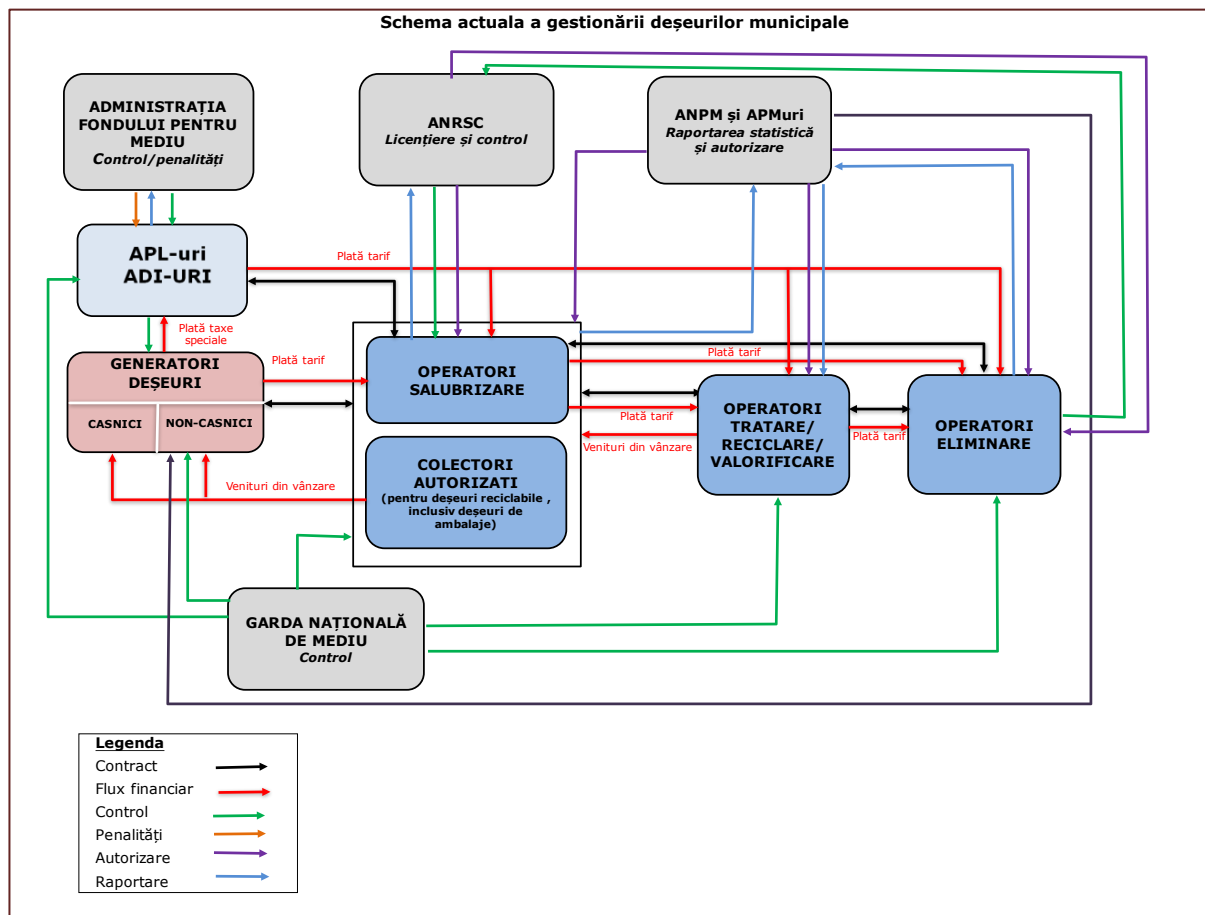 Schema actuala a gestionării deșeurilor municipale
ADMINISTRAȚIA
FONDULUI PENTRU
MEDIU
Control/penalități
ANRSC
Licențiere și control
ANPM și APMuri
Raportarea statistică
și autorizare
APL-uri
ADI-URI
Plată tarif
Plată taxe
speciale
GENERATORI
DEȘEURI
CASNICI
NON-CASNICI
Plată tarif
OPERATORI
SALUBRIZARE
Plată tarif
Plată tarif
Venituri din vânzare
OPERATORI
TRATARE/
RECICLARE/
VALORIFICARE
Plată tarif
OPERATORI
ELIMINARE
COLECTORI
AUTORIZATI
(pentru deșeuri reciclabile ,
inclusiv deșeuri de
ambalaje)
Venituri din vânzare
GARDA NAȚIONALĂ
DE MEDIU
Control
Legenda
Contract
Flux financiar
Control
Penalități
Autorizare
Raportare